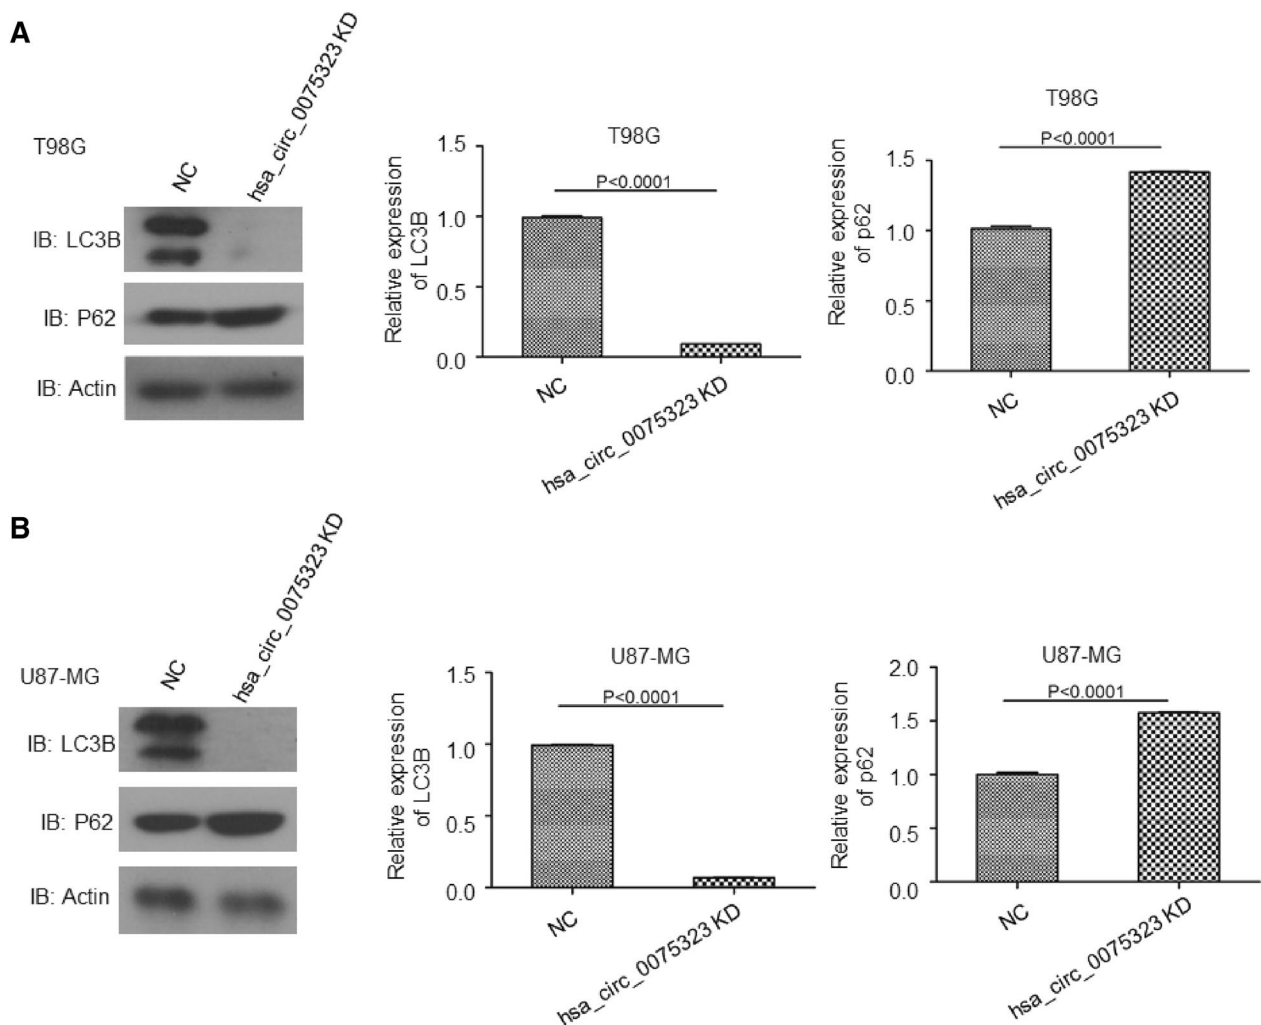 A
T98G
NC
hsa_circ_0075323 KD
IB: LC3B
IB: P62
IB: Actin
T98G
P<0.0001
Relative expression
of LC3B
1.5
1.0
0.5
0.0
NC
hsa_circ_0075323 KD
T98G
P<0.0001
Relative expression
of p62
1.5
1.0
0.5
0.0
NC
hsa_circ_0075323 KD
B
U87-MG
NC
hsa_circ_0075323 KD
IB: LC3B
IB: P62
IB: Actin
U87-MG
P<0.0001
Relative expression
of LC3B
1.5
1.0
0.5
0.0
NC
hsa_circ_0075323 KD
U87-MG
P<0.0001
Relative expression
of p62
2.0
1.5
1.0
0.5
0.0
NC
hsa_circ_0075323 KD